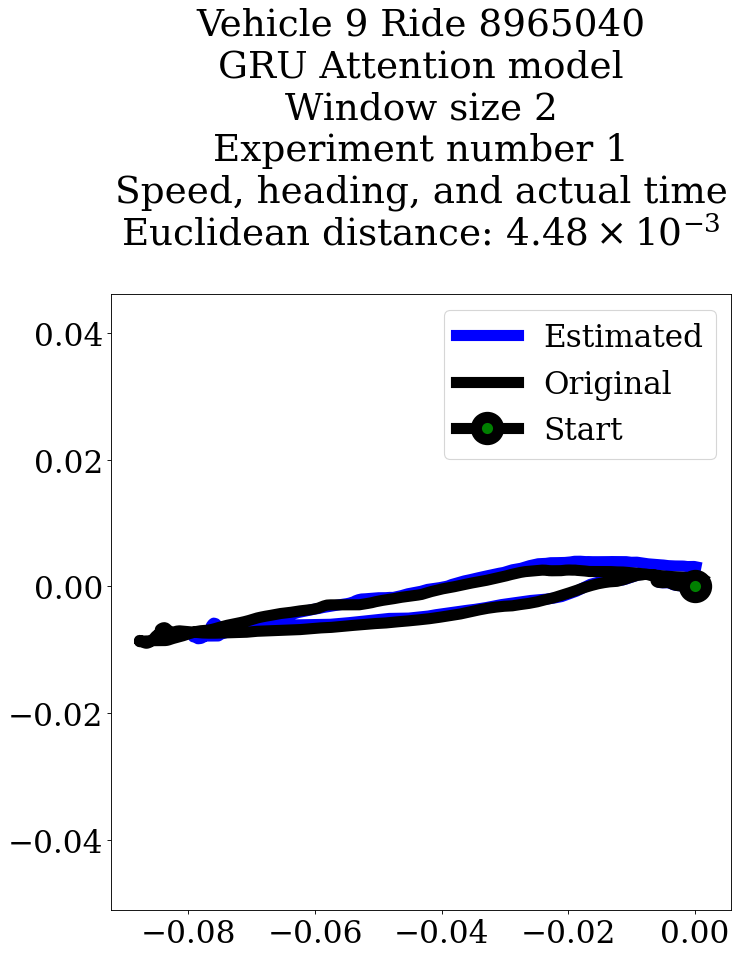 Vehicle 9 Ride 8965040
GRU Attention model
Window size 2
Experiment number 1
Speed, heading, and actual time
Euclidean distance: 4.48 × 10⁻³
Estimated
Original
Start
0.04
0.02
0.00
−0.02
−0.04
−0.08 −0.06 −0.04 −0.02 0.00